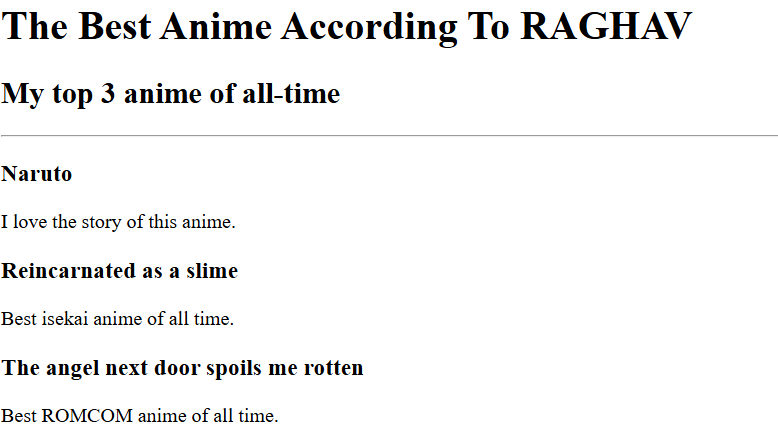 The Best Anime According To RAGHAV
My top 3 anime of all-time
Naruto
I love the story of this anime.
Reincarnated as a slime
Best isekai anime of all time.
The angel next door spoils me rotten
Best ROMCOM anime of all time.